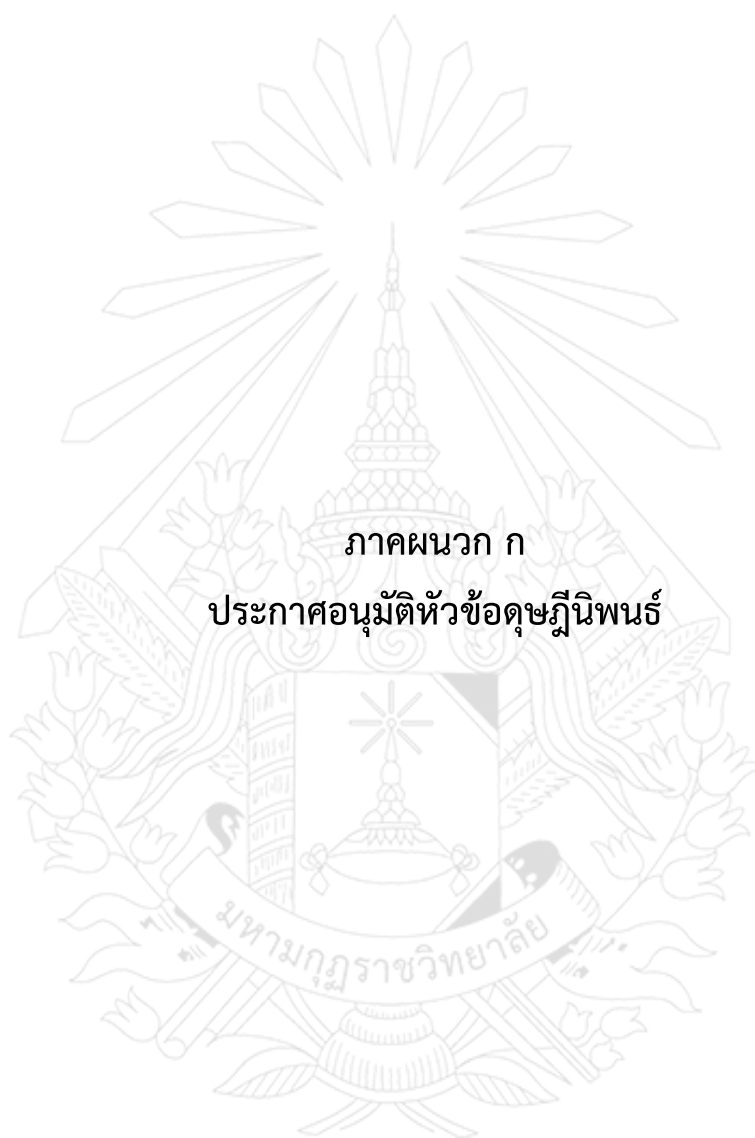 ภาคผนวก ก
ประกาศอนุมัติหัวข้อดุษฎีนิพนธ์
มหามกุฏราชวิทยาลัย